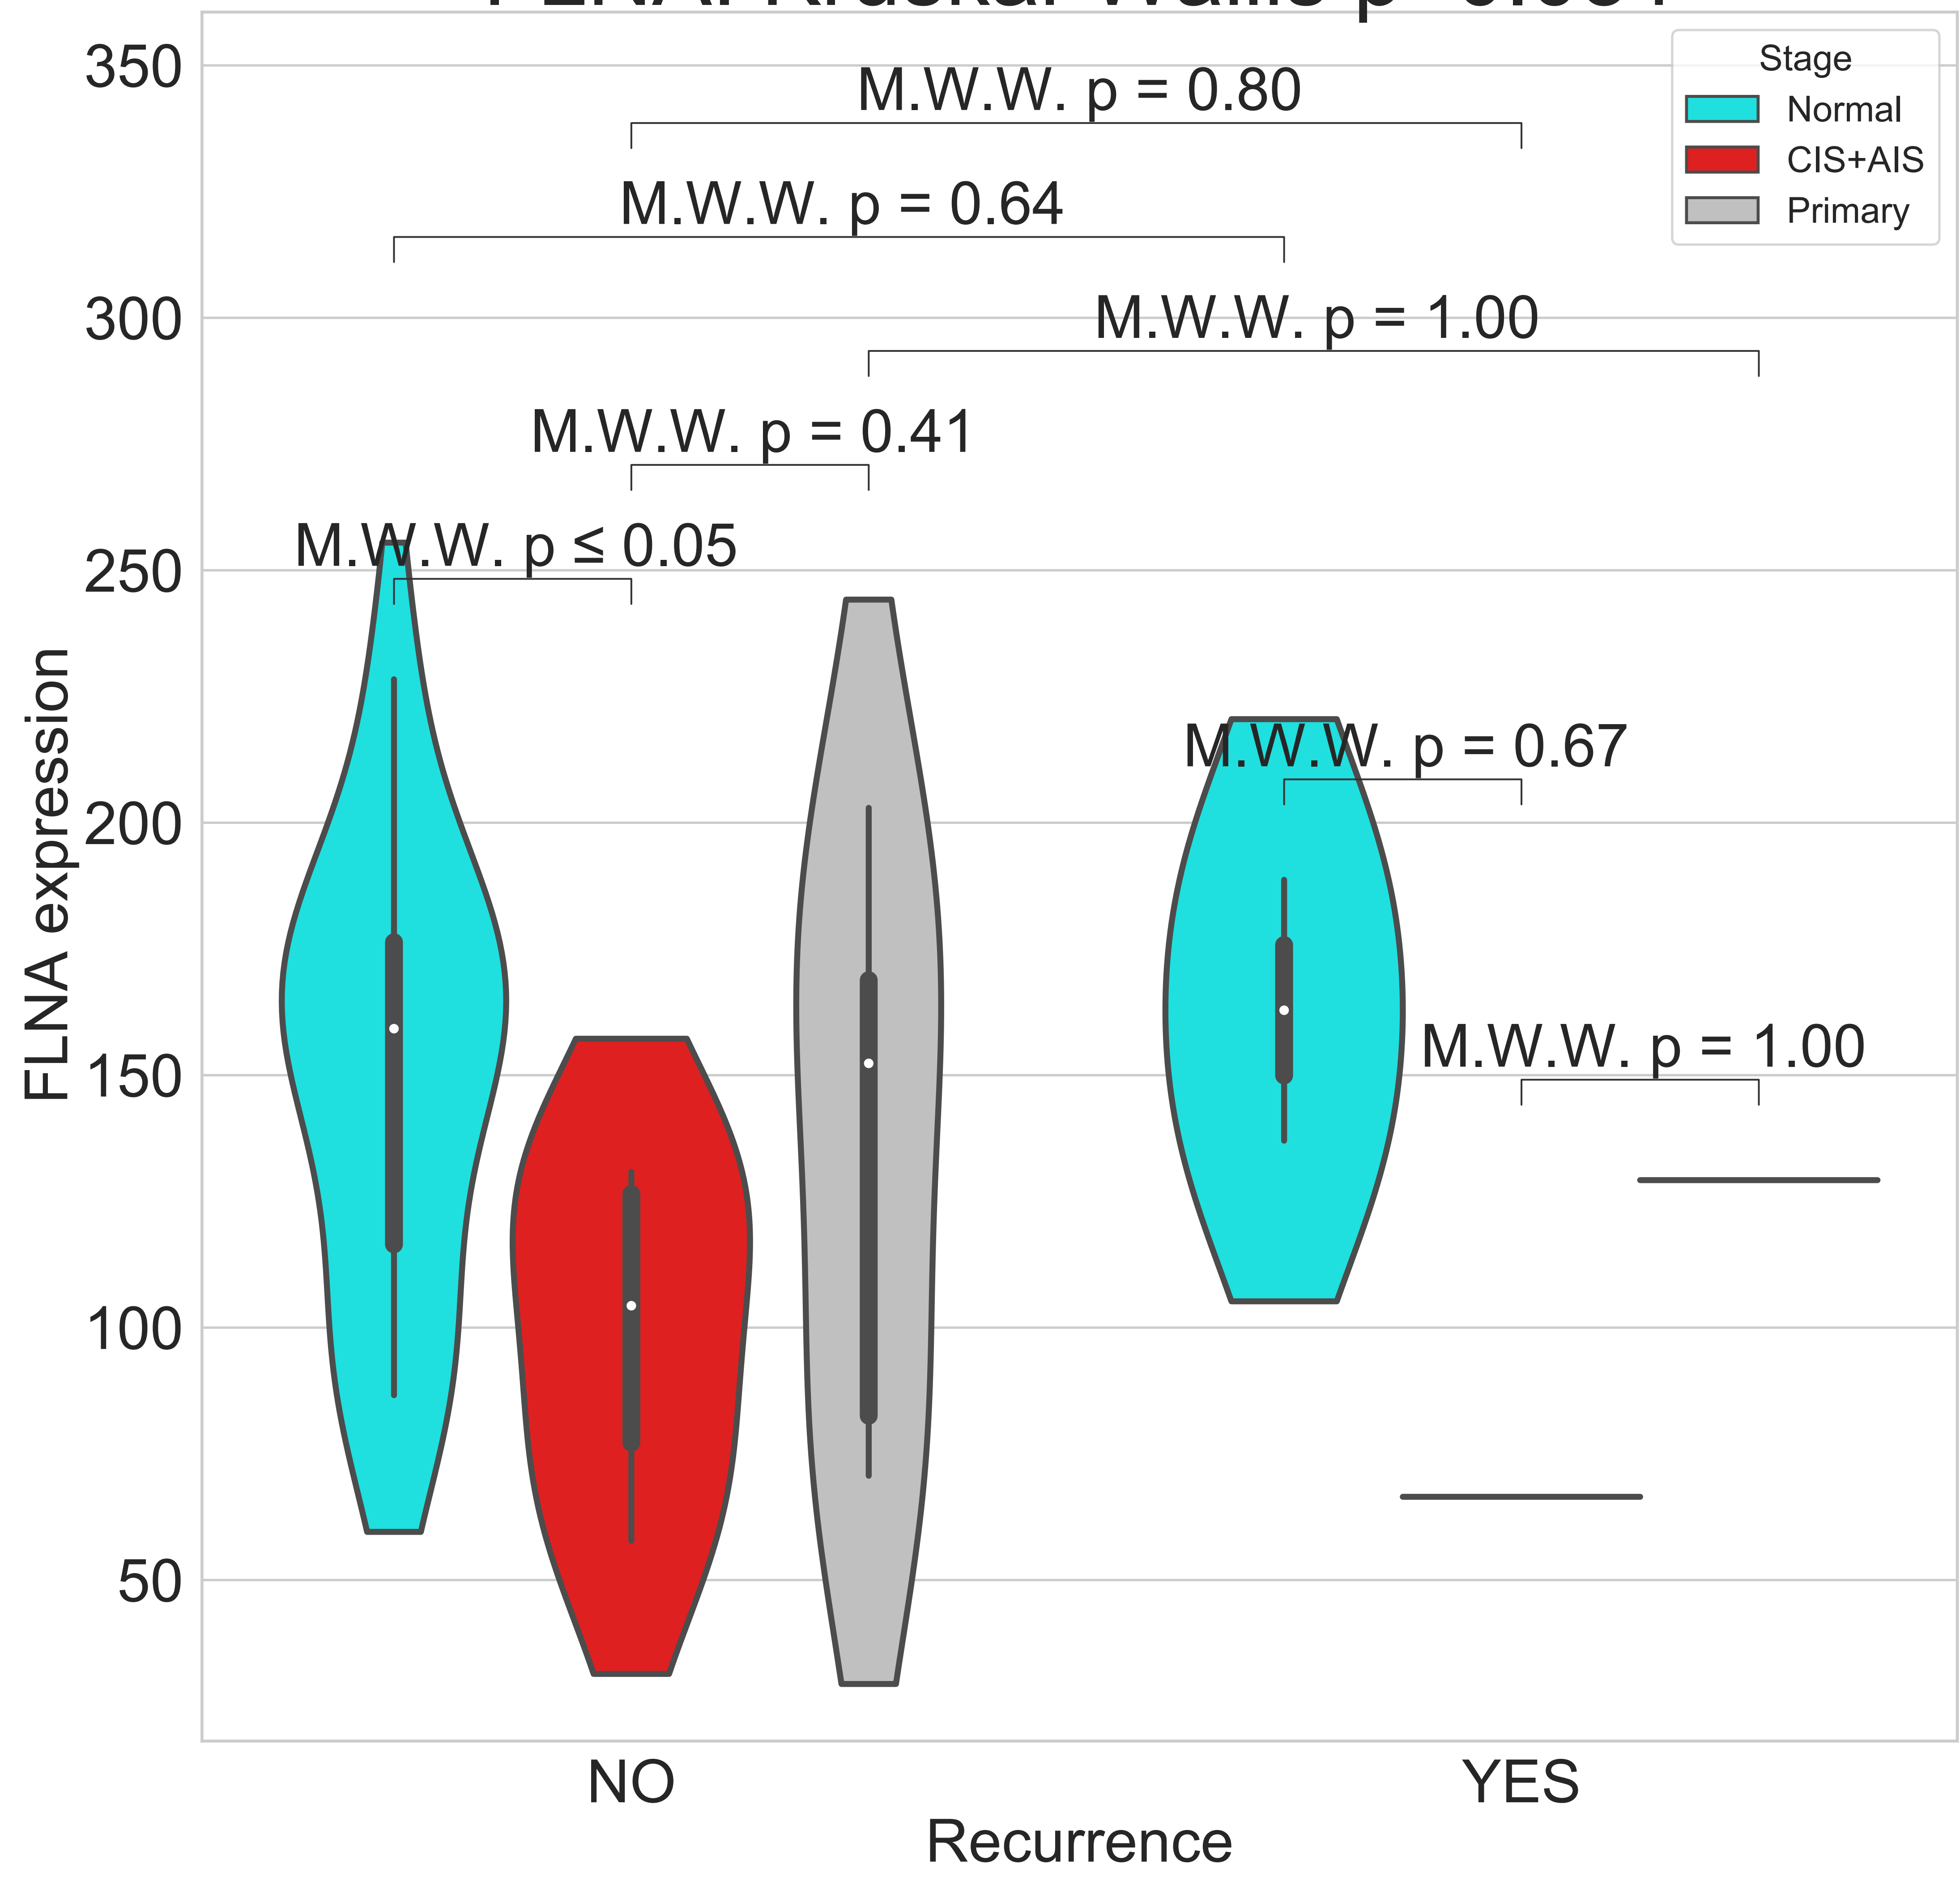 350
300
250
200
150
100
50
FLNA expression
M.W.W. p = 0.80
M.W.W. p = 0.64
M.W.W. p = 1.00
M.W.W. p = 0.41
M.W.W. p ≤ 0.05
M.W.W. p = 0.67
M.W.W. p = 1.00
Stage
Normal
CIS+AIS
Primary
NO
YES
Recurrence